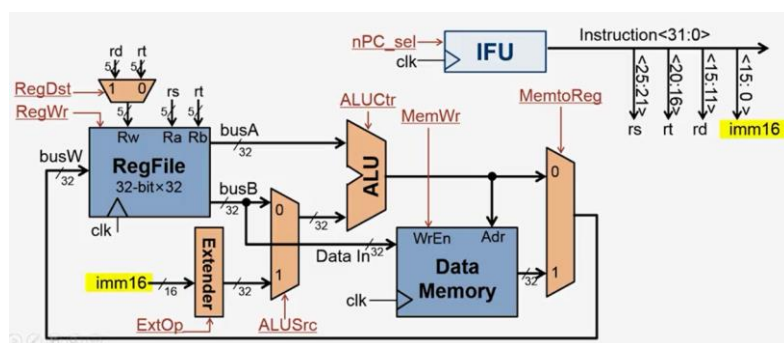 nPC_sel
clk
IFU
Instruction<31:0>
<25:21>
<20:16>
<15:11>
<15: 0>
rs
rt
rd
imm16
rd
rt
5
5
RegDst
1
0
rs
rt
RegWr
5
5
5
Rw
Ra
Rb
busW
32
RegFile
32-bit×32
clk
busA
32
busB
32
ALUCtr
ALU
MemWr
MemtoReg
0
1
32
32
Data In
32
WrEn
Adr
Data
Memory
clk
32
0
1
imm16
16
Extender
32
ExtOp
ALUSrc